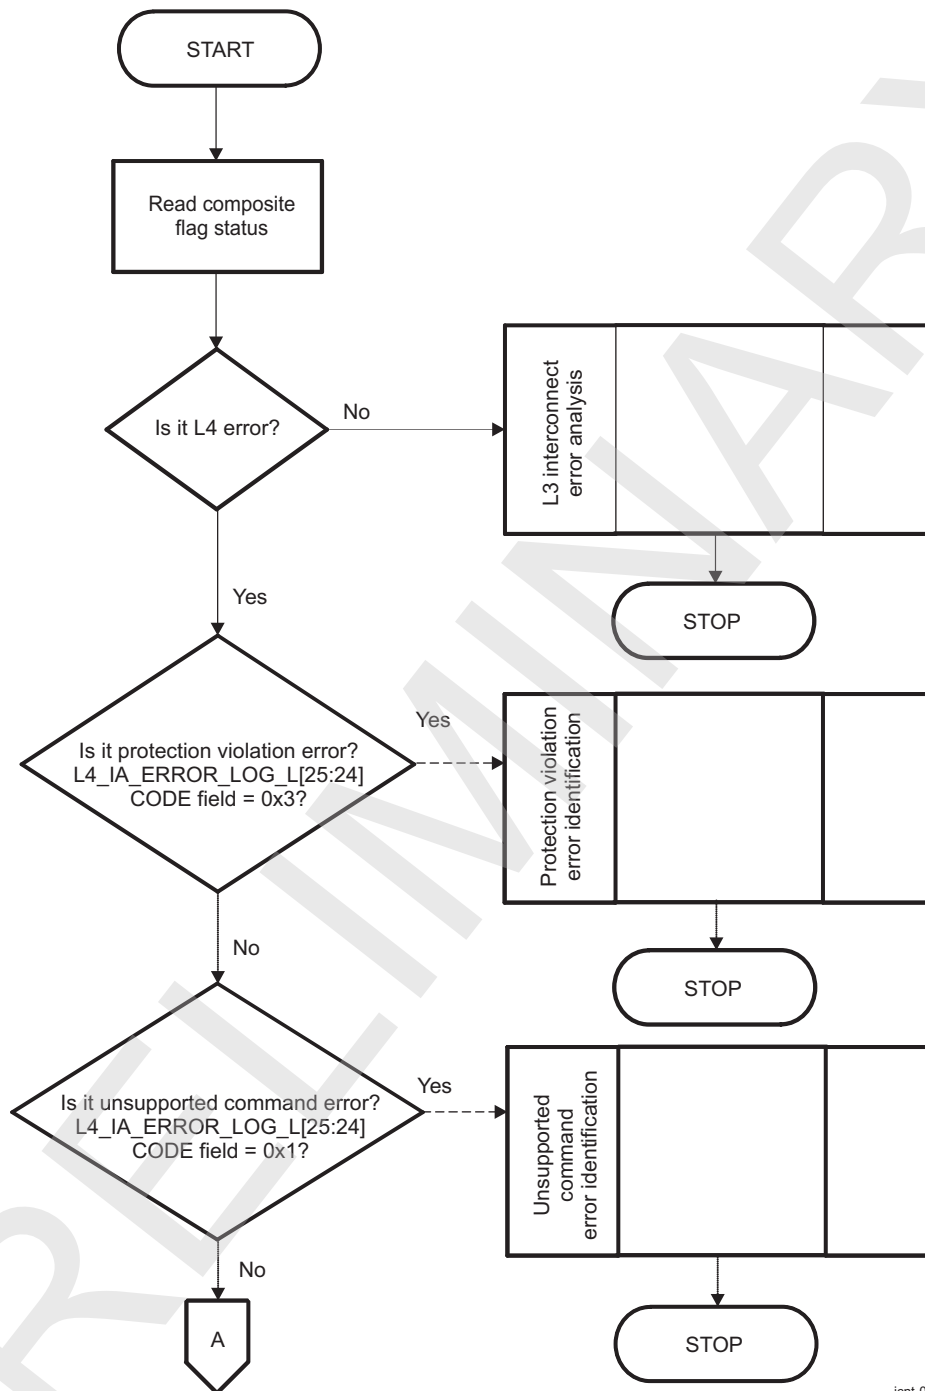 START
Read composite
flag status
Is it L4 error?
No
L3 interconnect
error analysis
Yes
STOP
Is it protection violation error?
L4_IA_ERROR_LOG_L[25:24]
CODE field = 0x3?
Yes
Protection violation
error identification
No
STOP
Is it unsupported command error?
L4_IA_ERROR_LOG_L[25:24]
CODE field = 0x1?
Yes
Unsupported
command
error identification
No
A
STOP